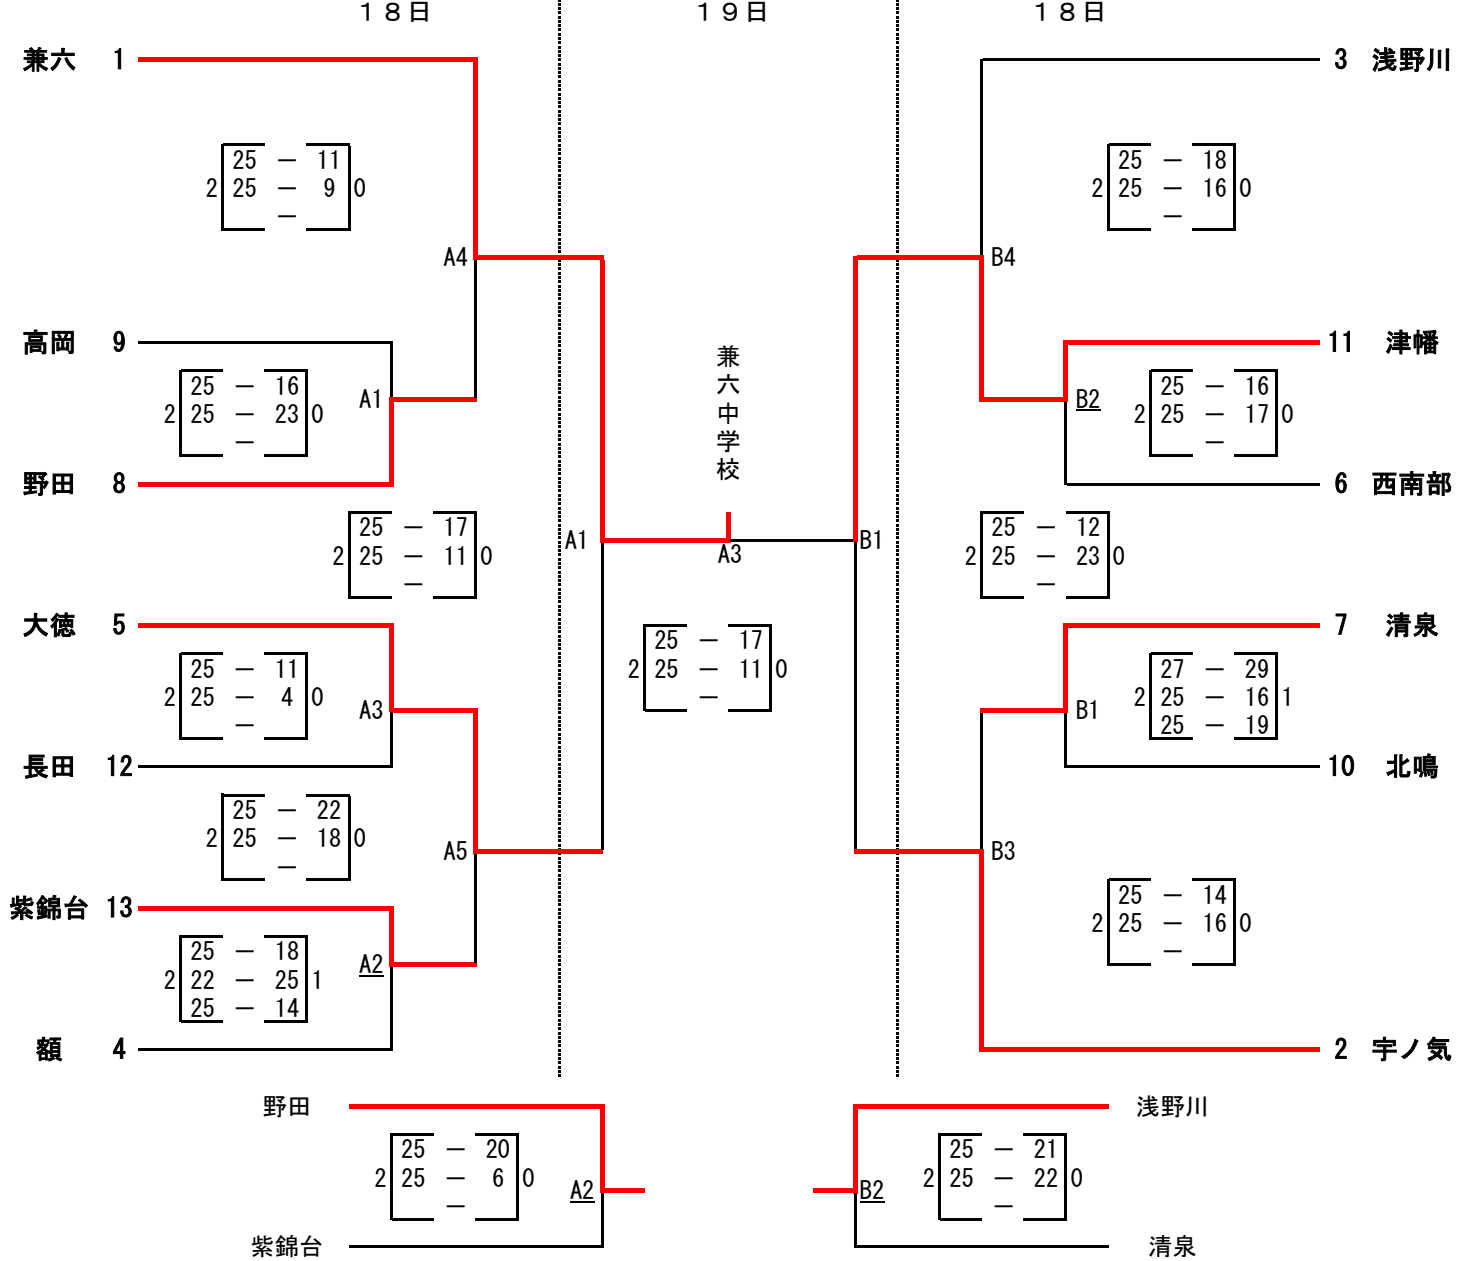 １８日 １９日 １８日
兼六 1
3 浅野川
25 － 11
2 25 － 9 0
－
25 － 18
2 25 － 16 0
－
A4
B4
高岡 9
11 津幡
25 － 16
2 25 － 23 0
－
A1
兼六中学校
B2
25 － 16
2 25 － 17 0
－
野田 8
6 西南部
25 － 17
2 25 － 11 0
－
A1
A3
B1
25 － 12
2 25 － 23 0
－
大徳 5
7 清泉
25 － 11
2 25 － 4 0
－
A3
25 － 17
2 25 － 11 0
－
B1
27 － 29
2 25 － 16 1
25 － 19
長田 12
10 北鳴
25 － 22
2 25 － 18 0
－
A5
B3
紫錦台 13
25 － 14
2 25 － 16 0
－
25 － 18
2 22 － 25 1
25 － 14
A2
額 4
2 宇ノ気
野田
浅野川
25 － 20
2 25 － 6 0
－
A2
B2
25 － 21
2 25 － 22 0
－
紫錦台
清泉